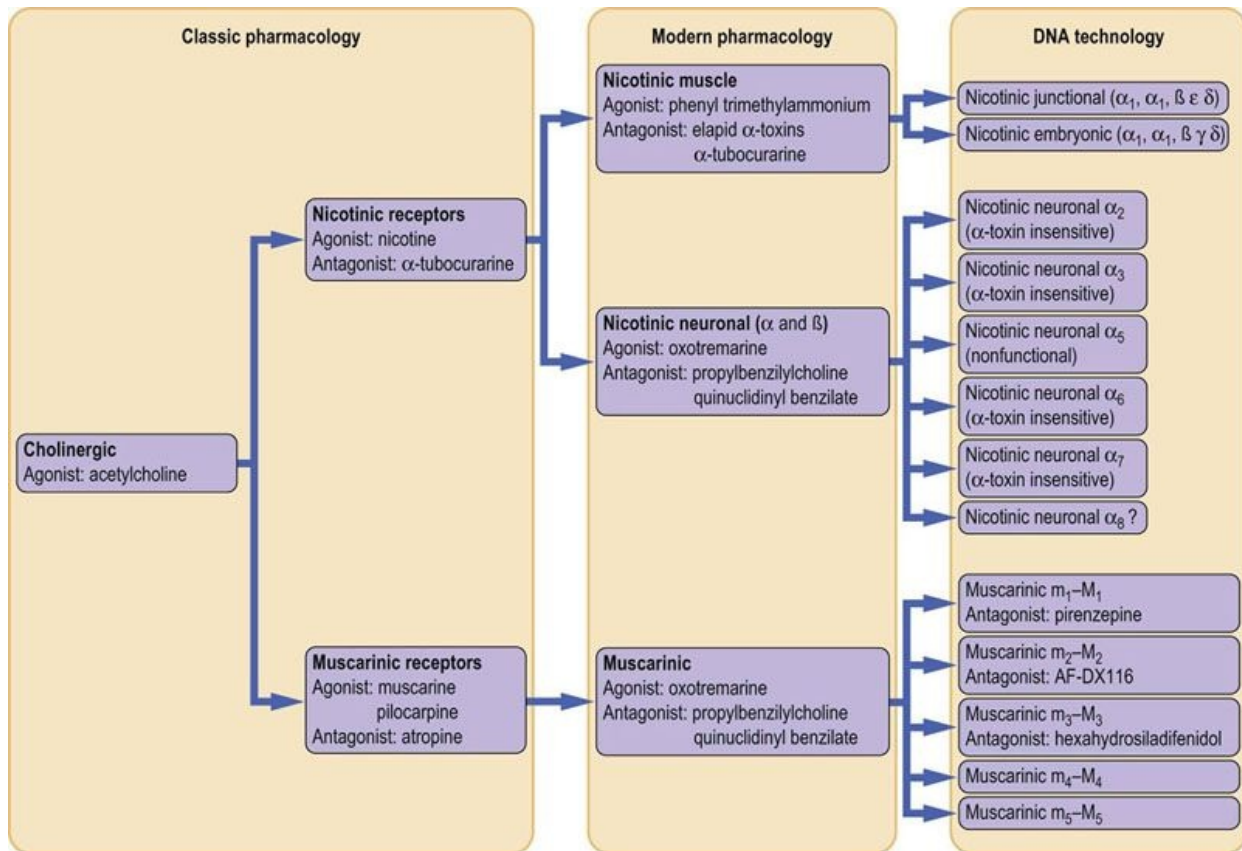 Classic pharmacology
Cholinergic
Agonist: acetylcholine
Nicotinic receptors
Agonist: nicotine
Antagonist: α-tubocurarine
Muscarinic receptors
Agonist: muscarine
pilocarpine
Antagonist: atropine
Modern pharmacology
Nicotinic muscle
Agonist: phenyl trimethylammonium
Antagonist: elapid α-toxins
α-tubocurarine
Nicotinic neuronal (α and ß)
Agonist: oxotremarine
Antagonist: propylbenzilylcholine
quinuclidinyl benzilate
Muscarinic
Agonist: oxotremarine
Antagonist: propylbenzilylcholine
quinuclidinyl benzilate
DNA technology
Nicotinic junctional (α₁, α₁, ß ε δ)
Nicotinic embryonic (α₁, α₁, ß γ δ)
Nicotinic neuronal α₂
(α-toxin insensitive)
Nicotinic neuronal α₃
(α-toxin insensitive)
Nicotinic neuronal α₅
(nonfunctional)
Nicotinic neuronal α₆
(α-toxin insensitive)
Nicotinic neuronal α₇
(α-toxin insensitive)
Nicotinic neuronal α₈ ?
Muscarinic m₁–M₁
Antagonist: pirenzepine
Muscarinic m₂–M₂
Antagonist: AF-DX116
Muscarinic m₃–M₃
Antagonist: hexahydrosiladifenidol
Muscarinic m₄–M₄
Muscarinic m₅–M₅